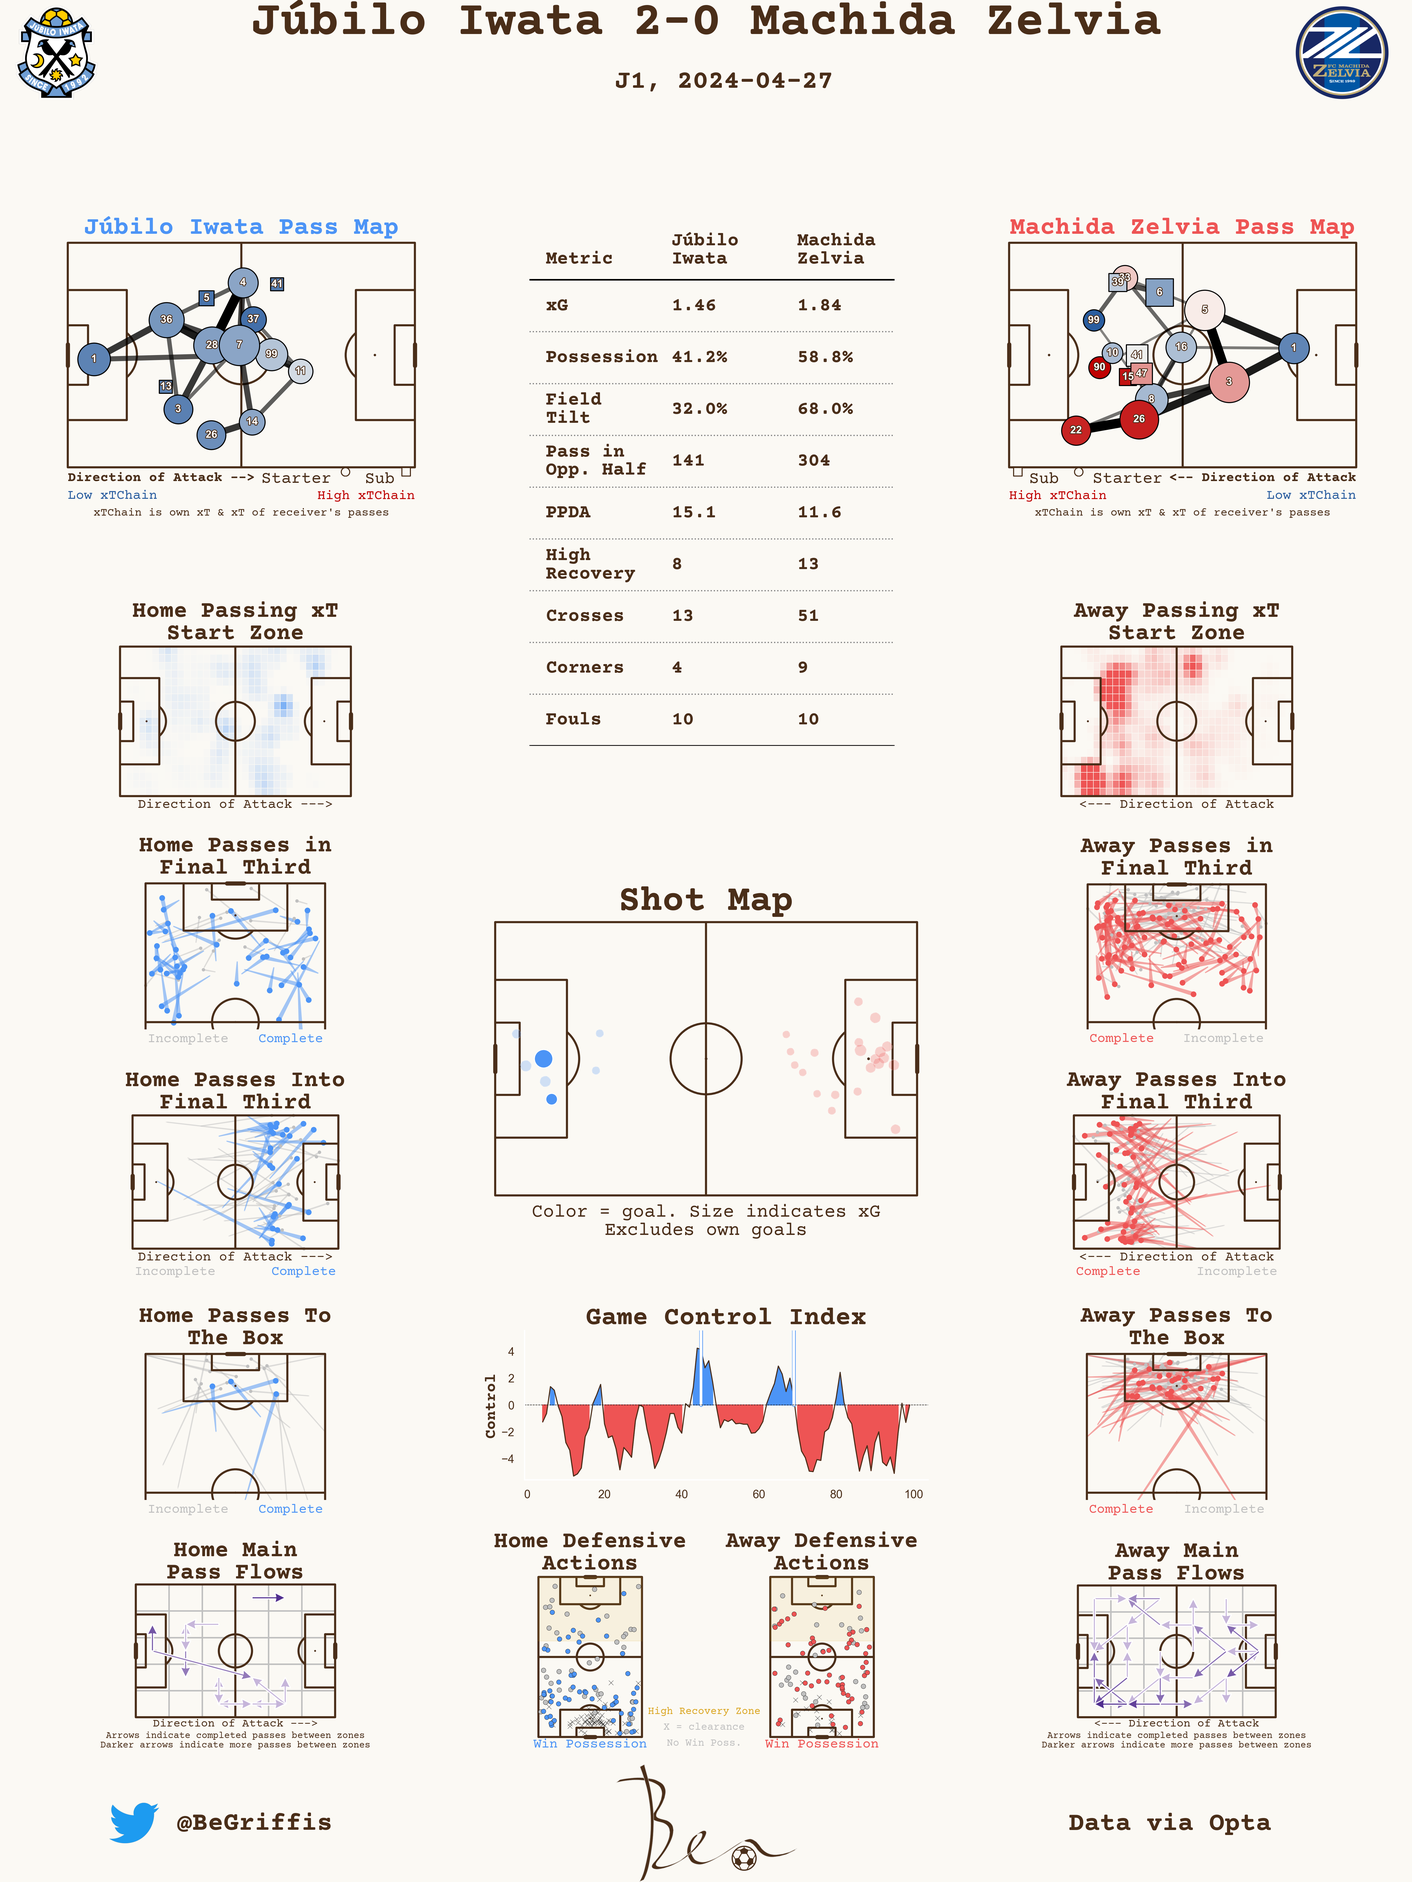 Júbilo Iwata 2-0 Machida Zelvia
J1, 2024-04-27
JÚBILO IWATA
SINCE 1992
FC MACHIDA
ZELVIA
SINCE 1989
Júbilo Iwata Pass Map
4
41
5
36
37
28
7
99
1
11
13
3
14
26
Direction of Attack --> Starter Sub
Low xTChain High xTChain
xTChain is own xT & xT of receiver's passes
Metric Júbilo Iwata Machida Zelvia
xG 1.46 1.84
Possession 41.2% 58.8%
Field Tilt 32.0% 68.0%
Pass in Opp. Half 141 304
PPDA 15.1 11.6
High Recovery 8 13
Crosses 13 51
Corners 4 9
Fouls 10 10
Machida Zelvia Pass Map
39
33
6
5
99
16
1
10
41
90
15
47
3
8
26
22
Sub Starter <-- Direction of Attack
High xTChain Low xTChain
xTChain is own xT & xT of receiver's passes
Home Passing xT
Start Zone
Direction of Attack --->
Away Passing xT
Start Zone
<--- Direction of Attack
Home Passes in
Final Third
Incomplete Complete
Away Passes in
Final Third
Complete Incomplete
Shot Map
Color = goal. Size indicates xG
Excludes own goals
Home Passes Into
Final Third
Direction of Attack --->
Incomplete Complete
Away Passes Into
Final Third
<--- Direction of Attack
Complete Incomplete
Home Passes To
The Box
Incomplete Complete
Game Control Index
Control
4
2
0
−2
−4
0 20 40 60 80 100
Away Passes To
The Box
Complete Incomplete
Home Main
Pass Flows
Direction of Attack --->
Arrows indicate completed passes between zones
Darker arrows indicate more passes between zones
Home Defensive
Actions
Win Possession
High Recovery Zone
X = clearance
No Win Poss.
Away Defensive
Actions
Win Possession
Away Main
Pass Flows
<--- Direction of Attack
Arrows indicate completed passes between zones
Darker arrows indicate more passes between zones
@BeGriffis
Ben
Data via Opta